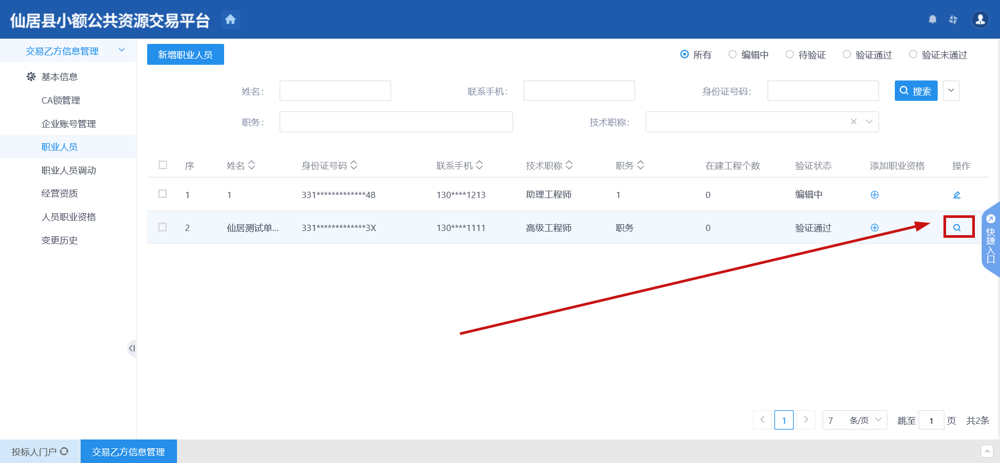 仙居县小额公共资源交易平台
交易乙方信息管理
基本信息
CA锁管理
企业账号管理
职业人员
职业人员调动
经营资质
人员职业资格
变更历史
新增职业人员
所有 编辑中 待验证 验证通过 验证未通过
姓名： 联系手机： 身份证号码： 搜索
职务： 技术职称：
序 姓名 身份证号码 联系手机 技术职称 职务 在建工程个数 验证状态 添加职业资格 操作
1 1 331*************48 130****1213 助理工程师 1 0 编辑中
2 仙居测试单... 331*************3X 130****1111 高级工程师 职务 0 验证通过
快捷入口
1 7 条/页 跳至 1 页 共2条
投标人门户 交易乙方信息管理